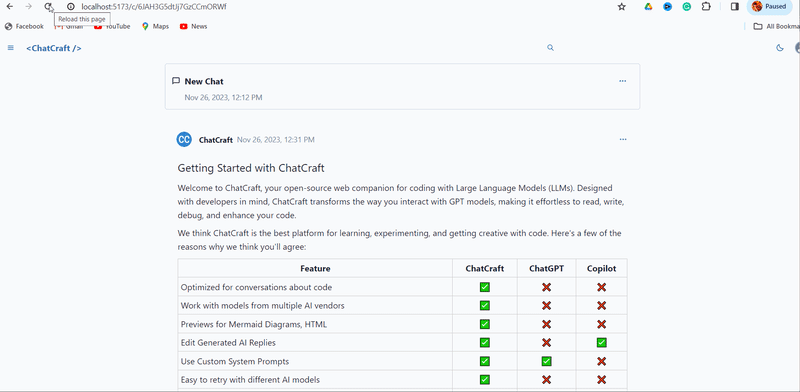 localhost:5173/c/6JAH3G5dtJj7GzCCmORWf
Paused
Reload this page
Facebook
Gmail
YouTube
Maps
News
All Bookmar
<ChatCraft />
New Chat
Nov 26, 2023, 12:12 PM
CC
ChatCraft Nov 26, 2023, 12:31 PM
Getting Started with ChatCraft
Welcome to ChatCraft, your open-source web companion for coding with Large Language Models (LLMs). Designed
with developers in mind, ChatCraft transforms the way you interact with GPT models, making it effortless to read, write,
debug, and enhance your code.
We think ChatCraft is the best platform for learning, experimenting, and getting creative with code. Here's a few of the
reasons why we think you'll agree:
Feature ChatCraft ChatGPT Copilot
Optimized for conversations about code ✅ ❌ ❌
Work with models from multiple AI vendors ✅ ❌ ❌
Previews for Mermaid Diagrams, HTML ✅ ❌ ❌
Edit Generated AI Replies ✅ ❌ ✅
Use Custom System Prompts ✅ ✅ ❌
Easy to retry with different AI models ✅ ❌ ❌